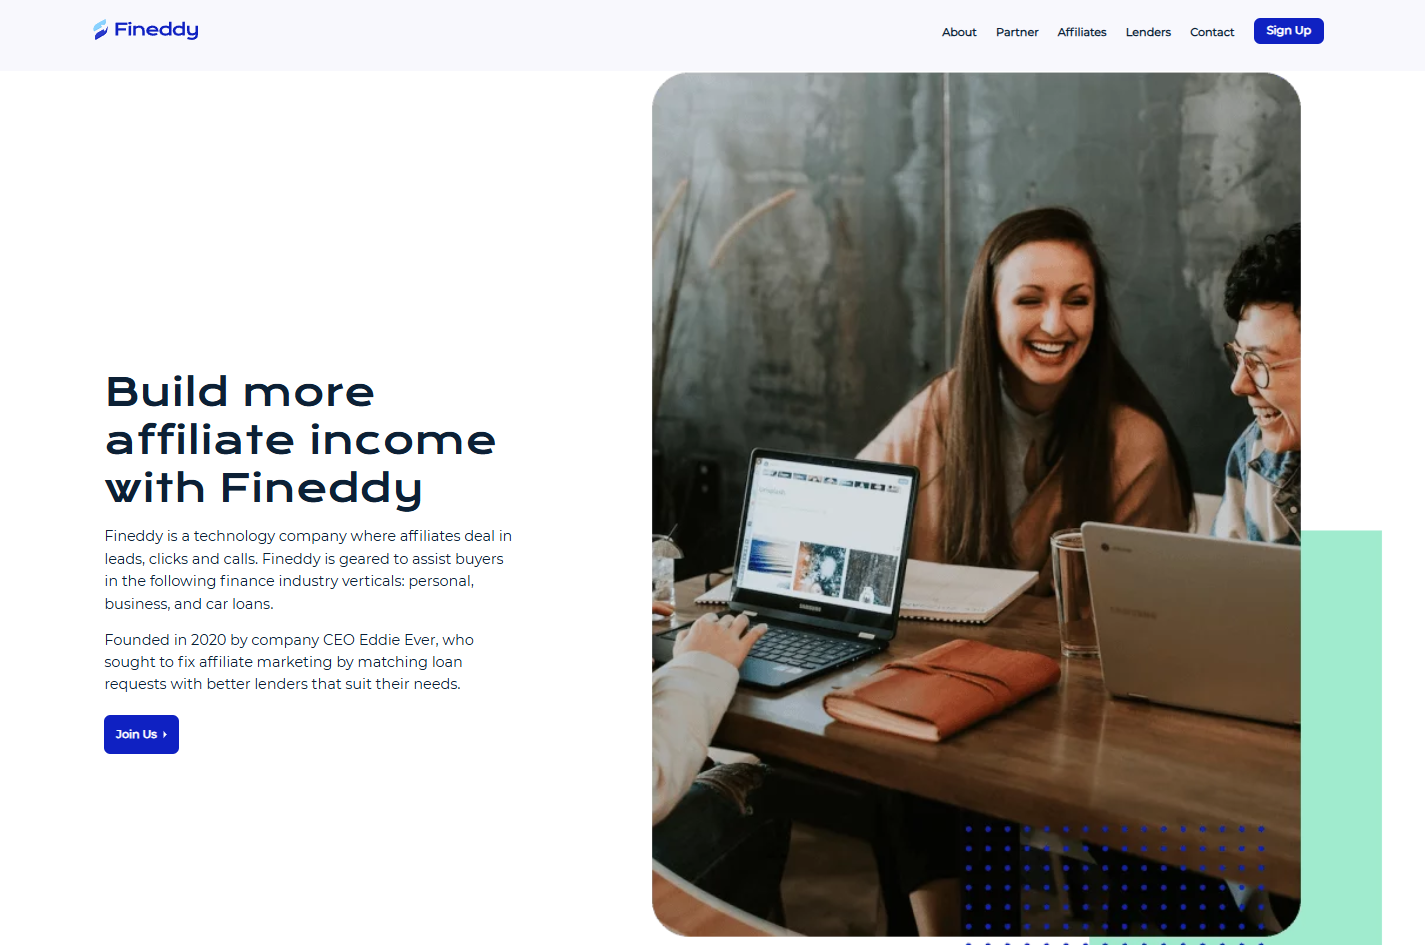 Fineddy
About Partner Affiliates Lenders Contact Sign Up
Build more
affiliate income
with Fineddy
Fineddy is a technology company where affiliates deal in
leads, clicks and calls. Fineddy is geared to assist buyers
in the following finance industry verticals: personal,
business, and car loans.
Founded in 2020 by company CEO Eddie Ever, who
sought to fix affiliate marketing by matching loan
requests with better lenders that suit their needs.
Join Us
SAMSUNG